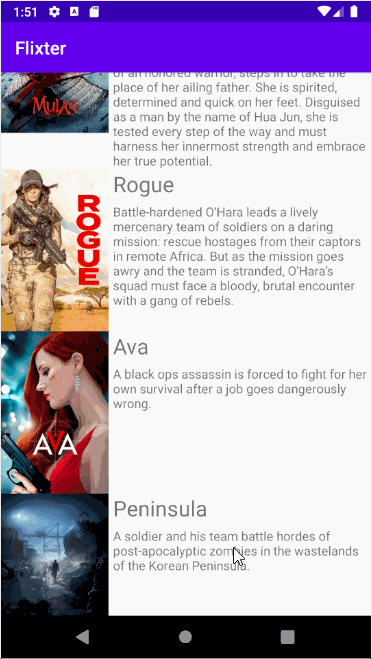 1:51
Flixter
of an honored warrior, steps in to take the
place of her ailing father. She is spirited,
determined and quick on her feet. Disguised
as a man by the name of Hua Jun, she is
tested every step of the way and must
harness her innermost strength and embrace
her true potential.
MULAN
Rogue
Battle-hardened O'Hara leads a lively
mercenary team of soldiers on a daring
mission: rescue hostages from their captors
in remote Africa. But as the mission goes
awry and the team is stranded, O'Hara's
squad must face a bloody, brutal encounter
with a gang of rebels.
ROGUE
Ava
A black ops assassin is forced to fight for her
own survival after a job goes dangerously
wrong.
AVA
Peninsula
A soldier and his team battle hordes of
post-apocalyptic zombies in the wastelands
of the Korean Peninsula.